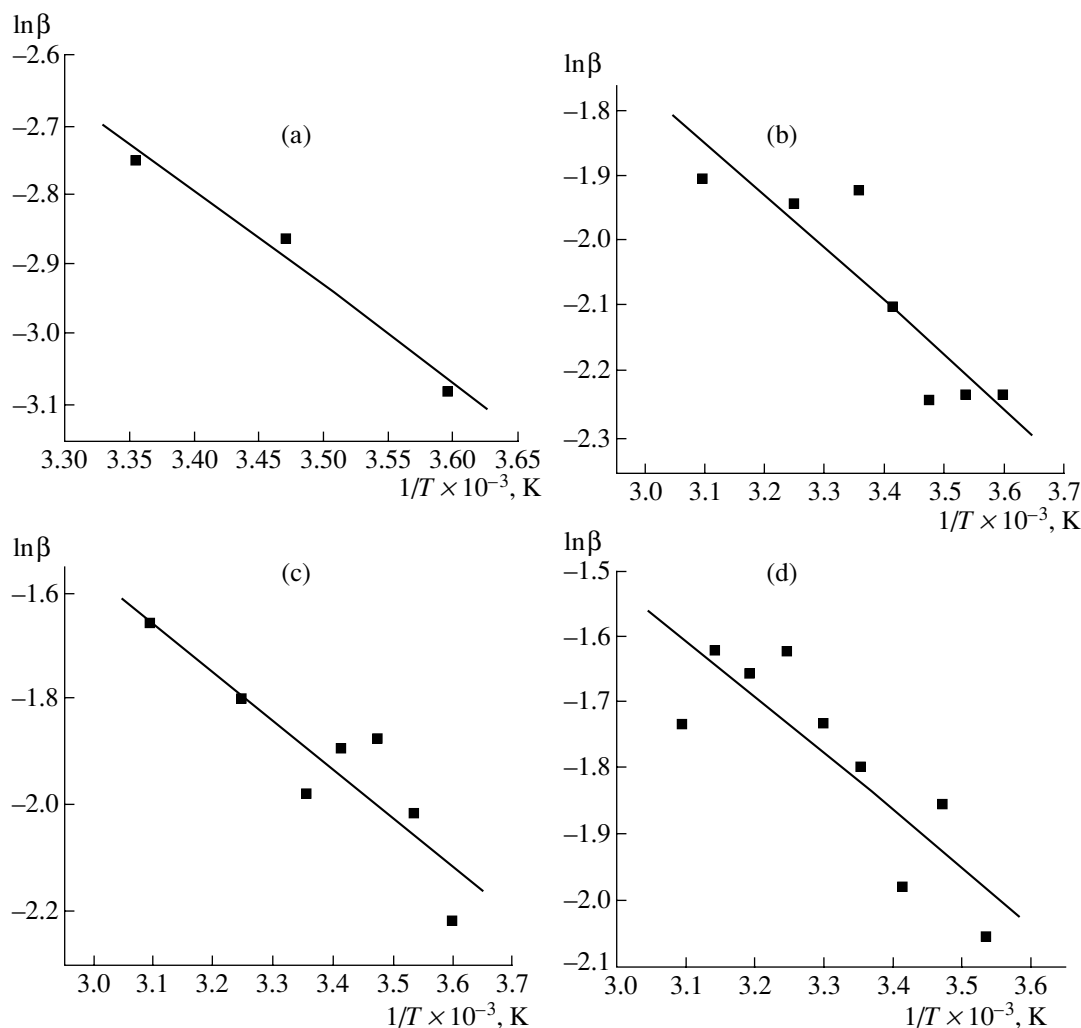 lnβ
–2.6
–2.7
(a)
–2.8
–2.9
–3.0
–3.1
3.30 3.35 3.40 3.45 3.50 3.55 3.60 3.65
1/T × 10–3, K
lnβ
–1.8
(b)
–1.9
–2.0
–2.1
–2.2
–2.3
3.0 3.1 3.2 3.3 3.4 3.5 3.6 3.7
1/T × 10–3, K
lnβ
(c)
–1.6
–1.8
–2.0
–2.2
3.0 3.1 3.2 3.3 3.4 3.5 3.6 3.7
1/T × 10–3, K
lnβ
–1.5
(d)
–1.6
–1.7
–1.8
–1.9
–2.0
–2.1
3.0 3.1 3.2 3.3 3.4 3.5 3.6
1/T × 10–3, K